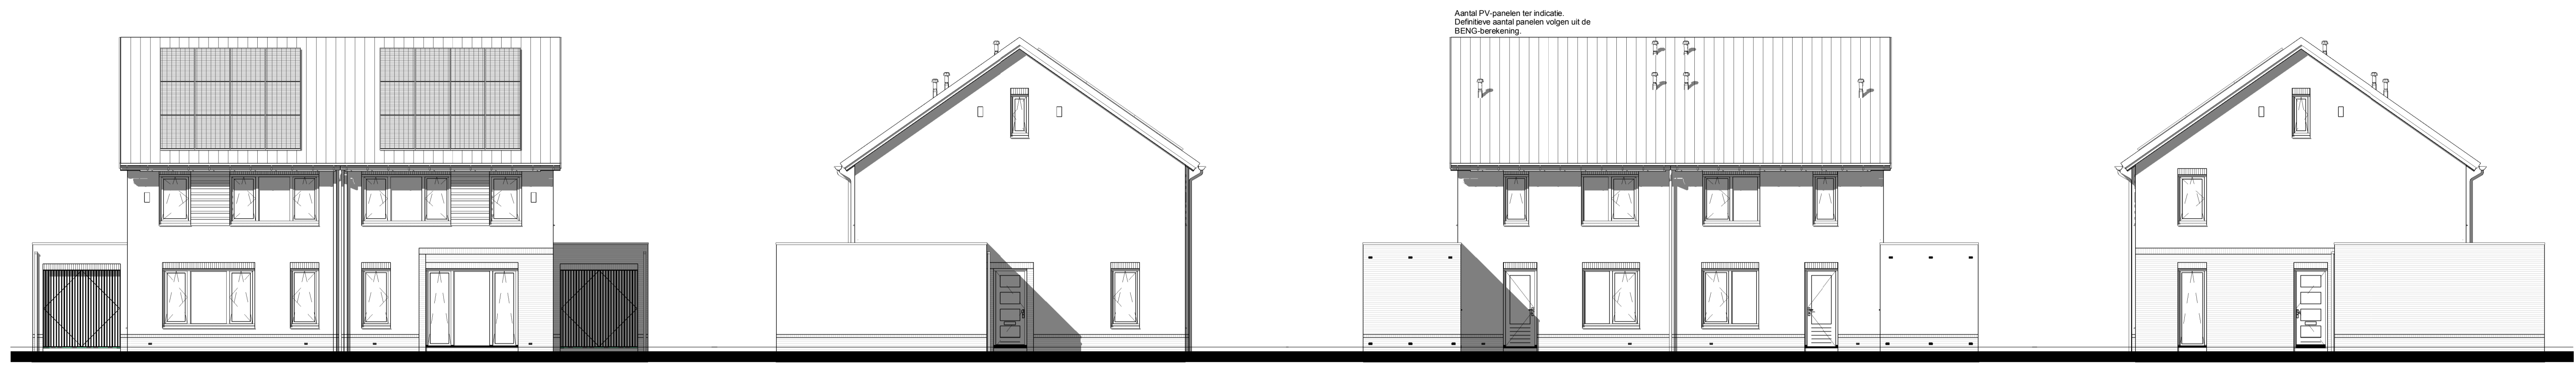 Aantal PV-panelen ter indicatie.
Definitieve aantal panelen volgen uit de
BENG-berekening.